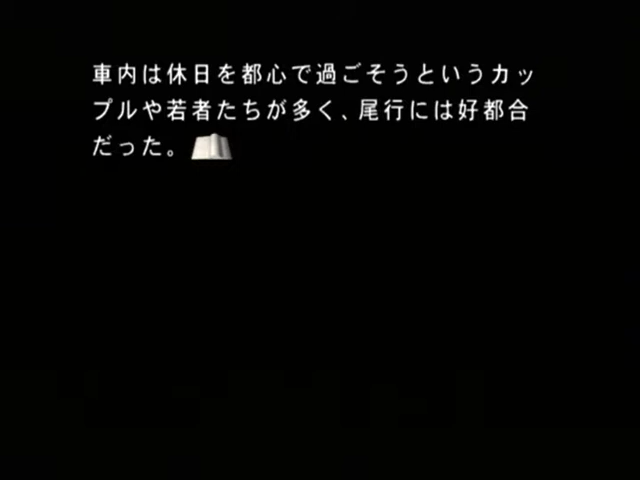 車内は休日を都心で過ごそうというカッ
プルや若者たちが多く、尾行には好都合
だった。